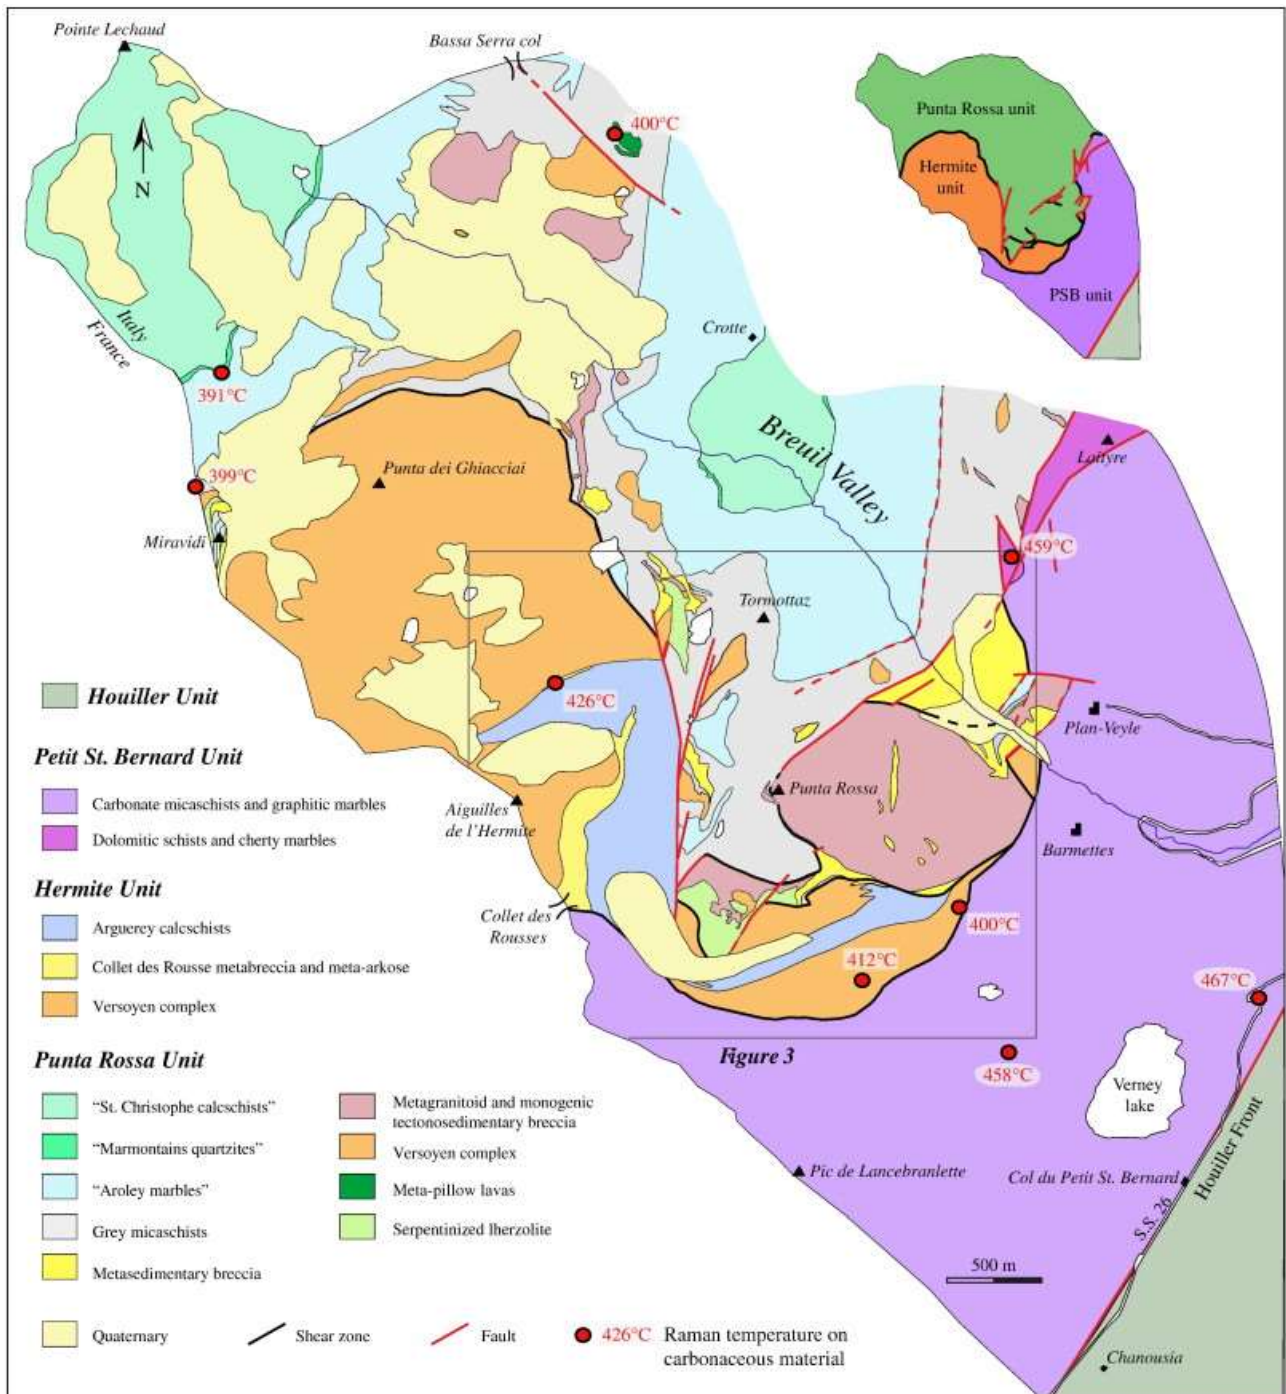 Pointe Lechaud
Bassa Serra col
400°C
N
Italy
France
391°C
399°C
Miravidi
Punta dei Ghiacciai
Crotte
Breuil Valley
Punta Rossa unit
Hermite
unit
PSB unit
Laityre
459°C
Tormottaz
426°C
Punta Rossa
Plan-Veyle
Aiguilles
de l'Hermite
Barmettes
Collet des
Rousses
400°C
412°C
467°C
Figure 3
458°C
Verney
lake
Pic de Lancebranlette
Col du Petit St. Bernard
Houiller Front
S.S. 26
500 m
Chanousia
Houiller Unit
Petit St. Bernard Unit
Carbonate micaschists and graphitic marbles
Dolomitic schists and cherty marbles
Hermite Unit
Arguerey calcschists
Collet des Rousse metabreccia and meta-arkose
Versoyen complex
Punta Rossa Unit
"St. Christophe calcschists"
"Marmontains quartzites"
"Aroley marbles"
Grey micaschists
Metasedimentary breccia
Metagranitoid and monogenic
tectonosedimentary breccia
Versoyen complex
Meta-pillow lavas
Serpentinized lherzolite
Quaternary
Shear zone
Fault
426°C
Raman temperature on
carbonaceous material